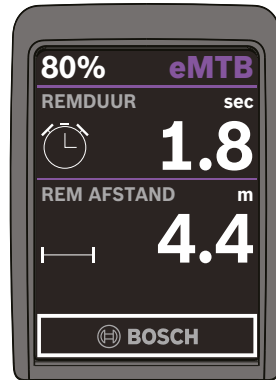 80% eMTB
REMDUUR sec
1.8
REM AFSTAND m
4.4
BOSCH